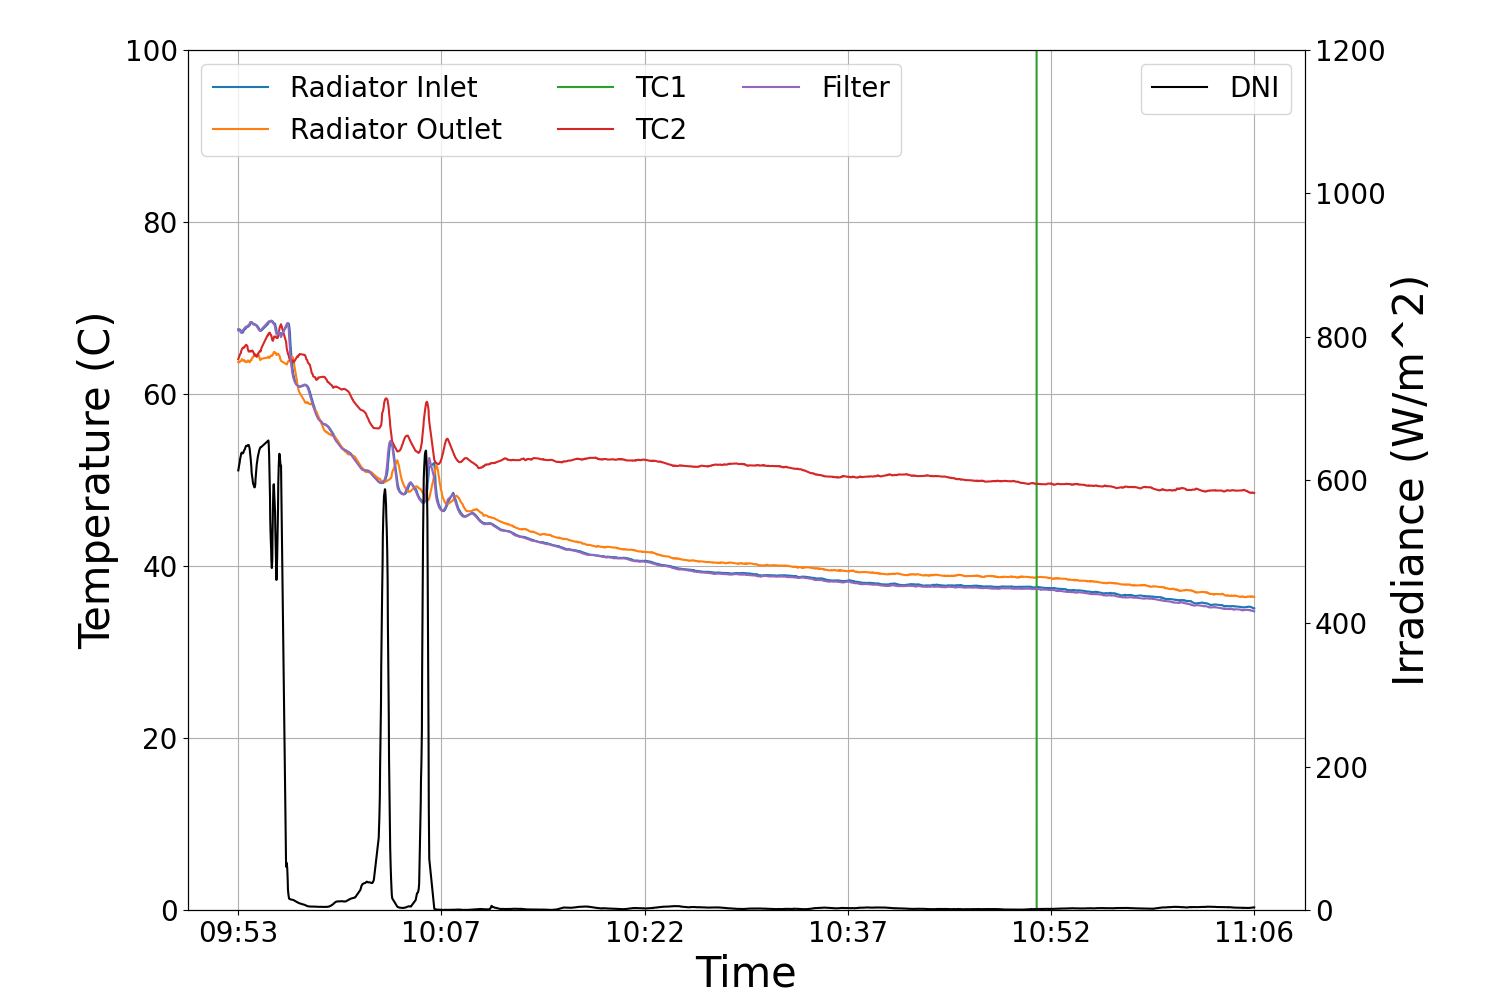 100
80
60
40
20
0
Temperature (C)
Radiator Inlet
Radiator Outlet
TC1
TC2
Filter
DNI
1200
1000
800
600
400
200
0
Irradiance (W/m^2)
09:53 10:07 10:22 10:37 10:52 11:06
Time